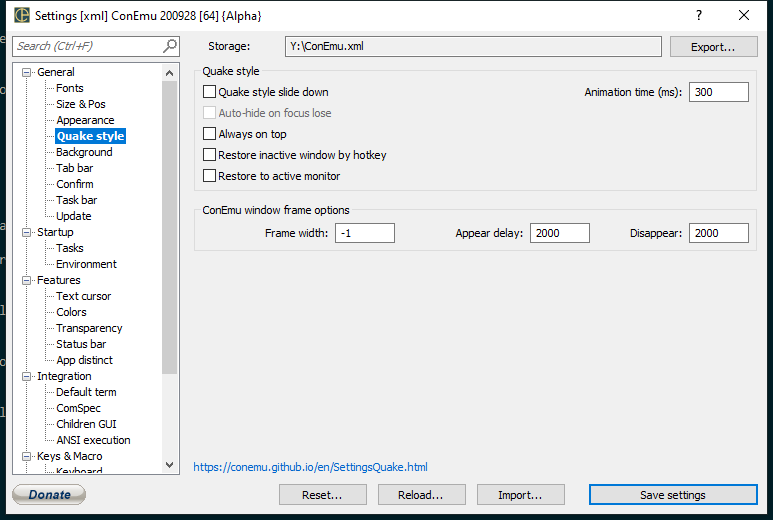 Settings [xml] ConEmu 200928 [64] {Alpha}
?
Search (Ctrl+F)
Storage:
Y:\ConEmu.xml
Export...
General
Fonts
Size & Pos
Appearance
Quake style
Background
Tab bar
Confirm
Task bar
Update
Startup
Tasks
Environment
Features
Text cursor
Colors
Transparency
Status bar
App distinct
Integration
Default term
ComSpec
Children GUI
ANSI execution
Keys & Macro
Keyboard
Quake style
Quake style slide down
Animation time (ms):
300
Auto-hide on focus lose
Always on top
Restore inactive window by hotkey
Restore to active monitor
ConEmu window frame options
Frame width:
-1
Appear delay:
2000
Disappear:
2000
https://conemu.github.io/en/SettingsQuake.html
Donate
Reset...
Reload...
Import...
Save settings